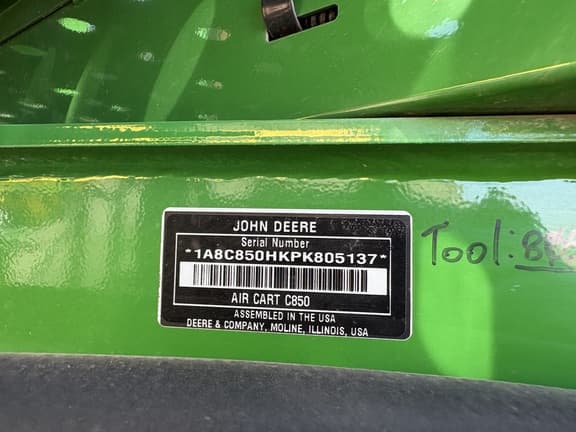 JOHN DEERE
Serial Number
*1A8C850HKPK805137*
AIR CART C850
ASSEMBLED IN THE USA
DEERE & COMPANY, MOLINE, ILLINOIS, USA
Tool: